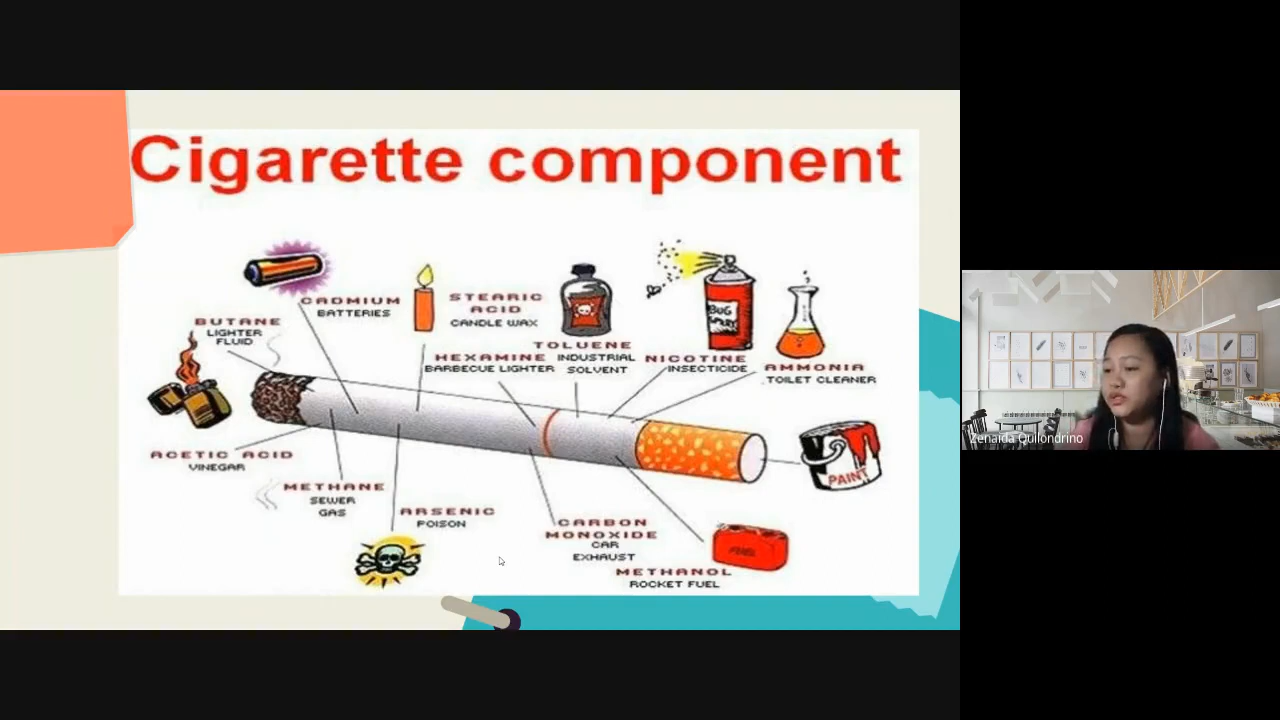 Cigarette component
CADMIUM
BATTERIES
STEARIC
ACID
CANDLE WAX
BUTANE
LIGHTER
FLUID
HEXAMINE
BARBECUE LIGHTER
TOLUENE
INDUSTRIAL
SOLVENT
BUG
SPRAY
NICOTINE
INSECTICIDE
AMMONIA
TOILET CLEANER
PAINT
ACETIC ACID
VINEGAR
METHANE
SEWER
GAS
ARSENIC
POISON
CARBON
MONOXIDE
CAR
EXHAUST
FUEL
METHANOL
ROCKET FUEL
Zenaida Quilondrino